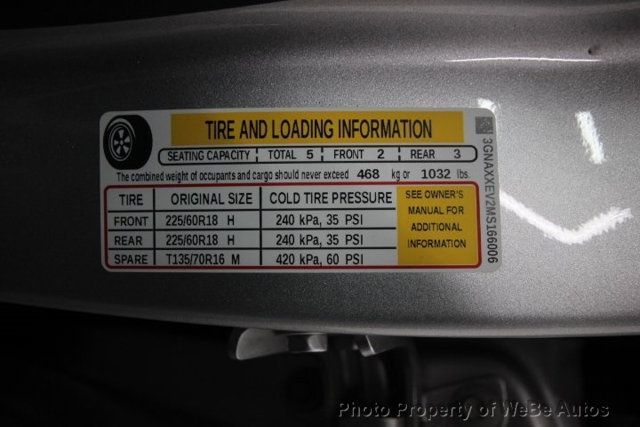 TIRE AND LOADING INFORMATION
SEATING CAPACITY TOTAL 5 FRONT 2 REAR 3
The combined weight of occupants and cargo should never exceed 468 kg or 1032 lbs.
TIRE ORIGINAL SIZE COLD TIRE PRESSURE
FRONT 225/60R18 H 240 kPa, 35 PSI
REAR 225/60R18 H 240 kPa, 35 PSI
SPARE T135/70R16 M 420 kPa, 60 PSI
SEE OWNER'S
MANUAL FOR
ADDITIONAL
INFORMATION
3GNAXXEV2MS166006
Photo Property of WeBe Autos